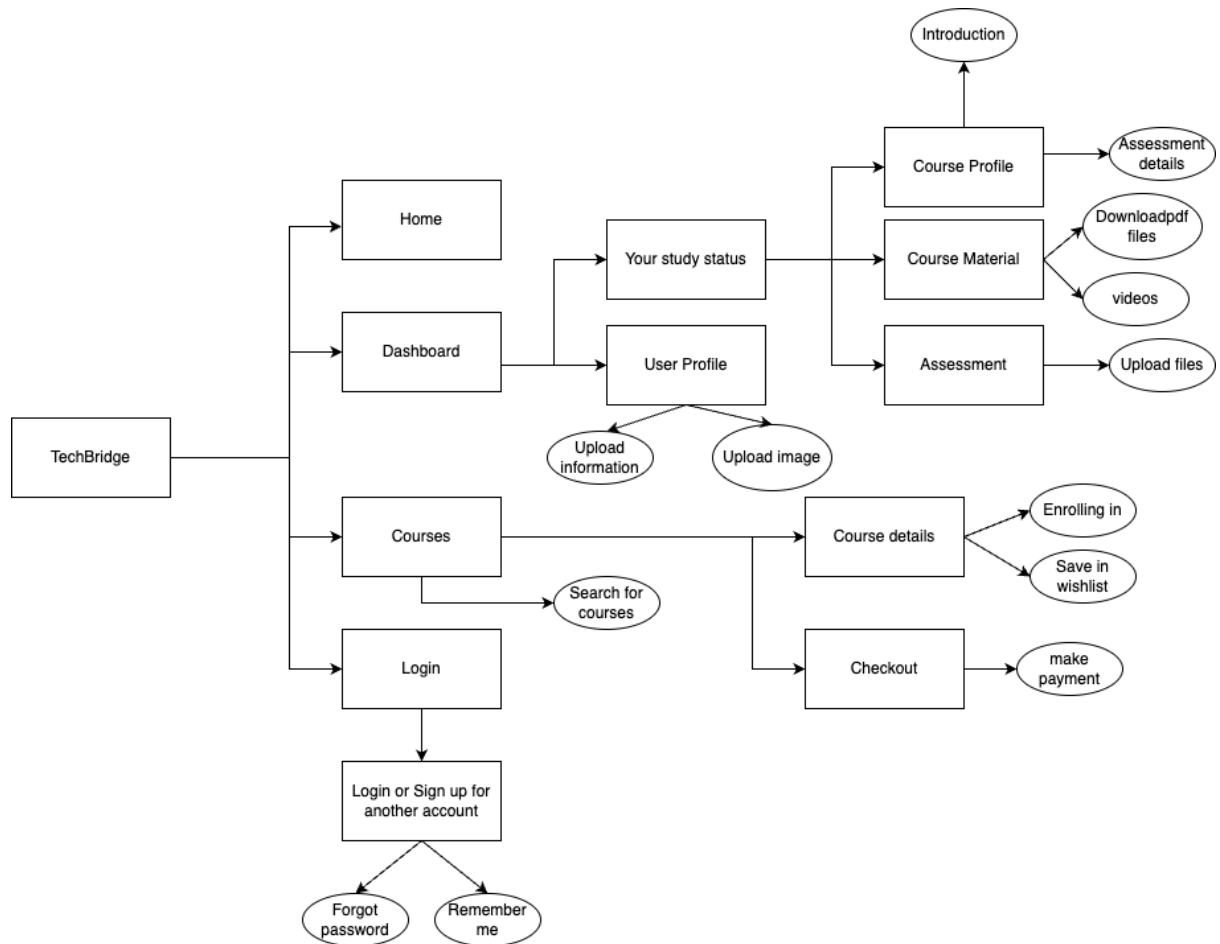 Introduction
Course Profile
Assessment
details
Home
Your study status
Course Material
Downloadpdf
files
videos
Dashboard
User Profile
Assessment
Upload files
TechBridge
Upload
information
Upload image
Courses
Course details
Enrolling in
Search for
courses
Save in
wishlist
Login
Checkout
make
payment
Login or Sign up for
another account
Forgot
password
Remember
me